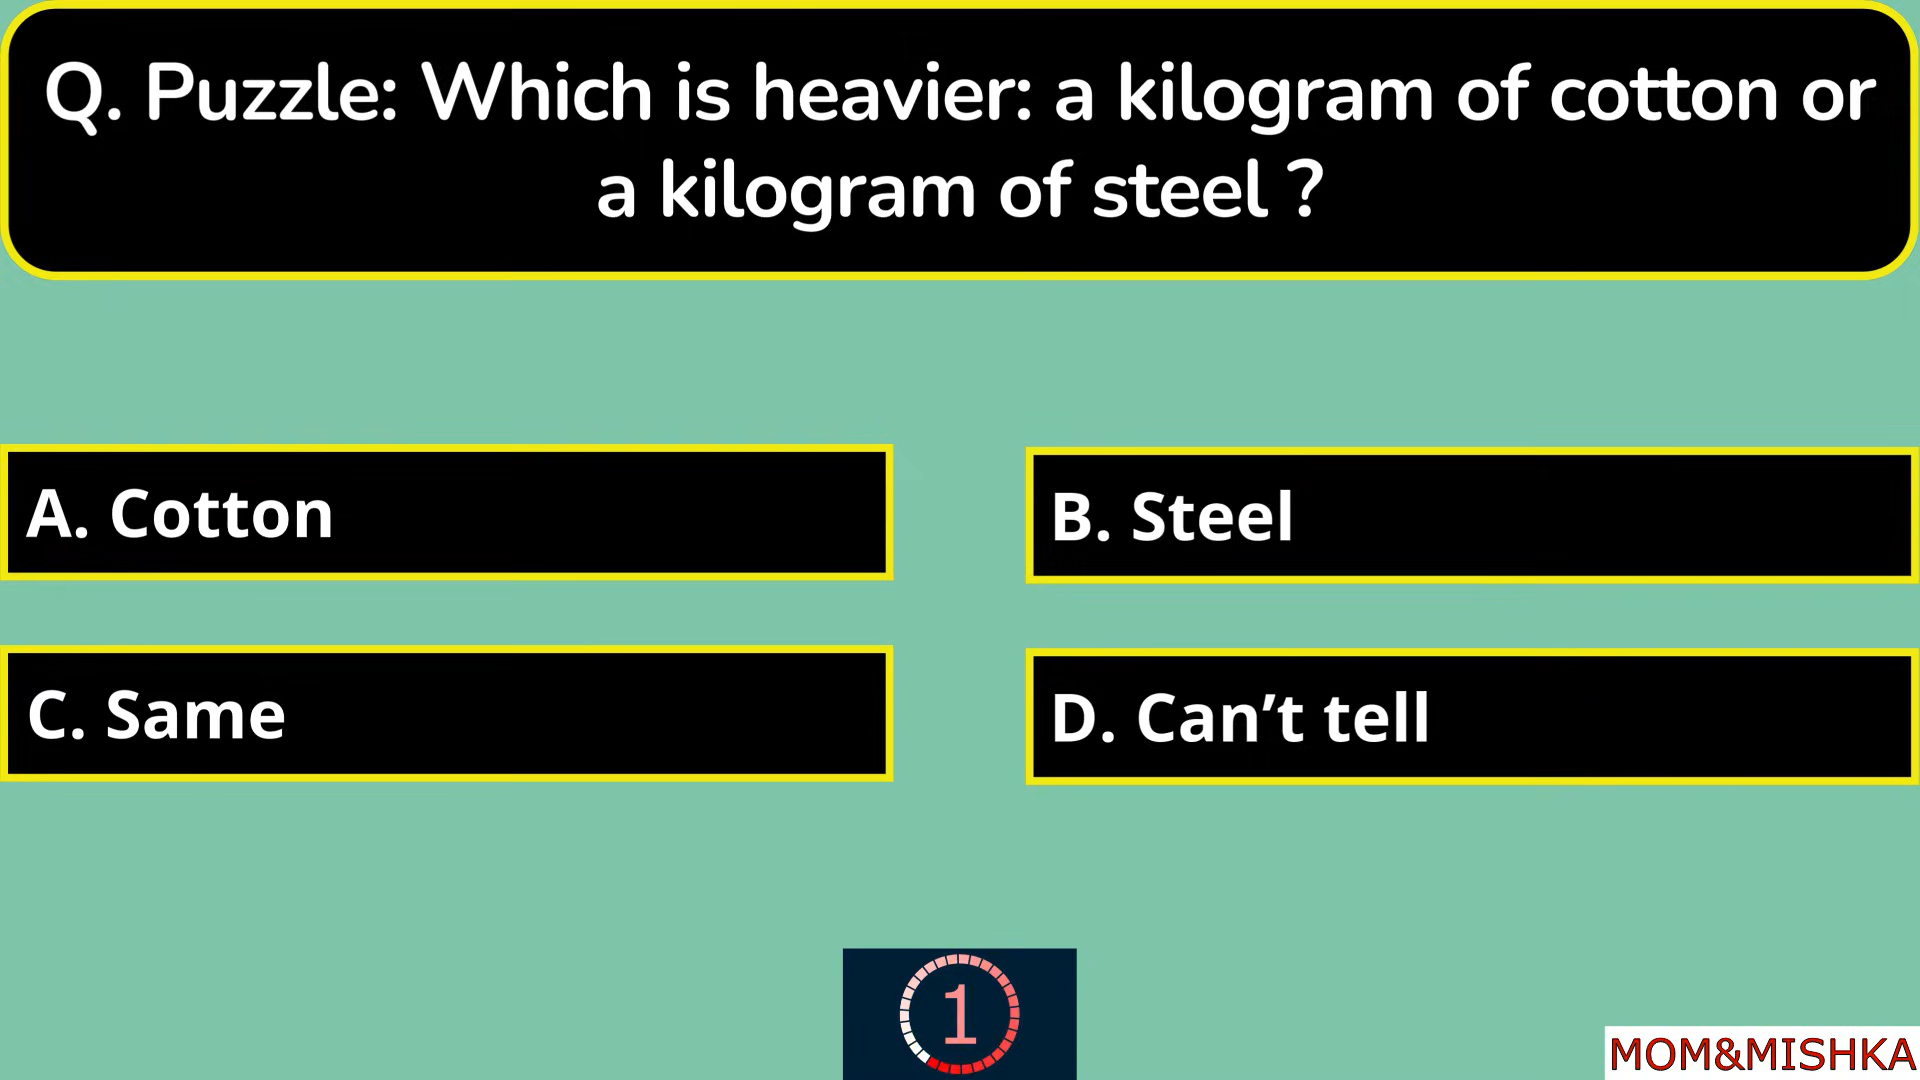 Q. Puzzle: Which is heavier: a kilogram of cotton or
a kilogram of steel ?
A. Cotton
B. Steel
C. Same
D. Can’t tell
1
MOM&MISHKA